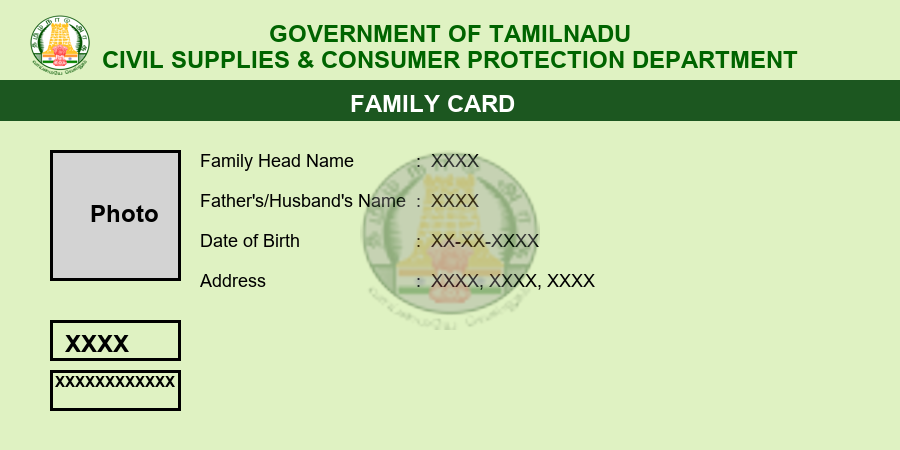 GOVERNMENT OF TAMILNADU
CIVIL SUPPLIES & CONSUMER PROTECTION DEPARTMENT
FAMILY CARD
Photo
Family Head Name : XXXX
Father's/Husband's Name : XXXX
Date of Birth : XX-XX-XXXX
Address : XXXX, XXXX, XXXX
XXXX
XXXXXXXXXXXX